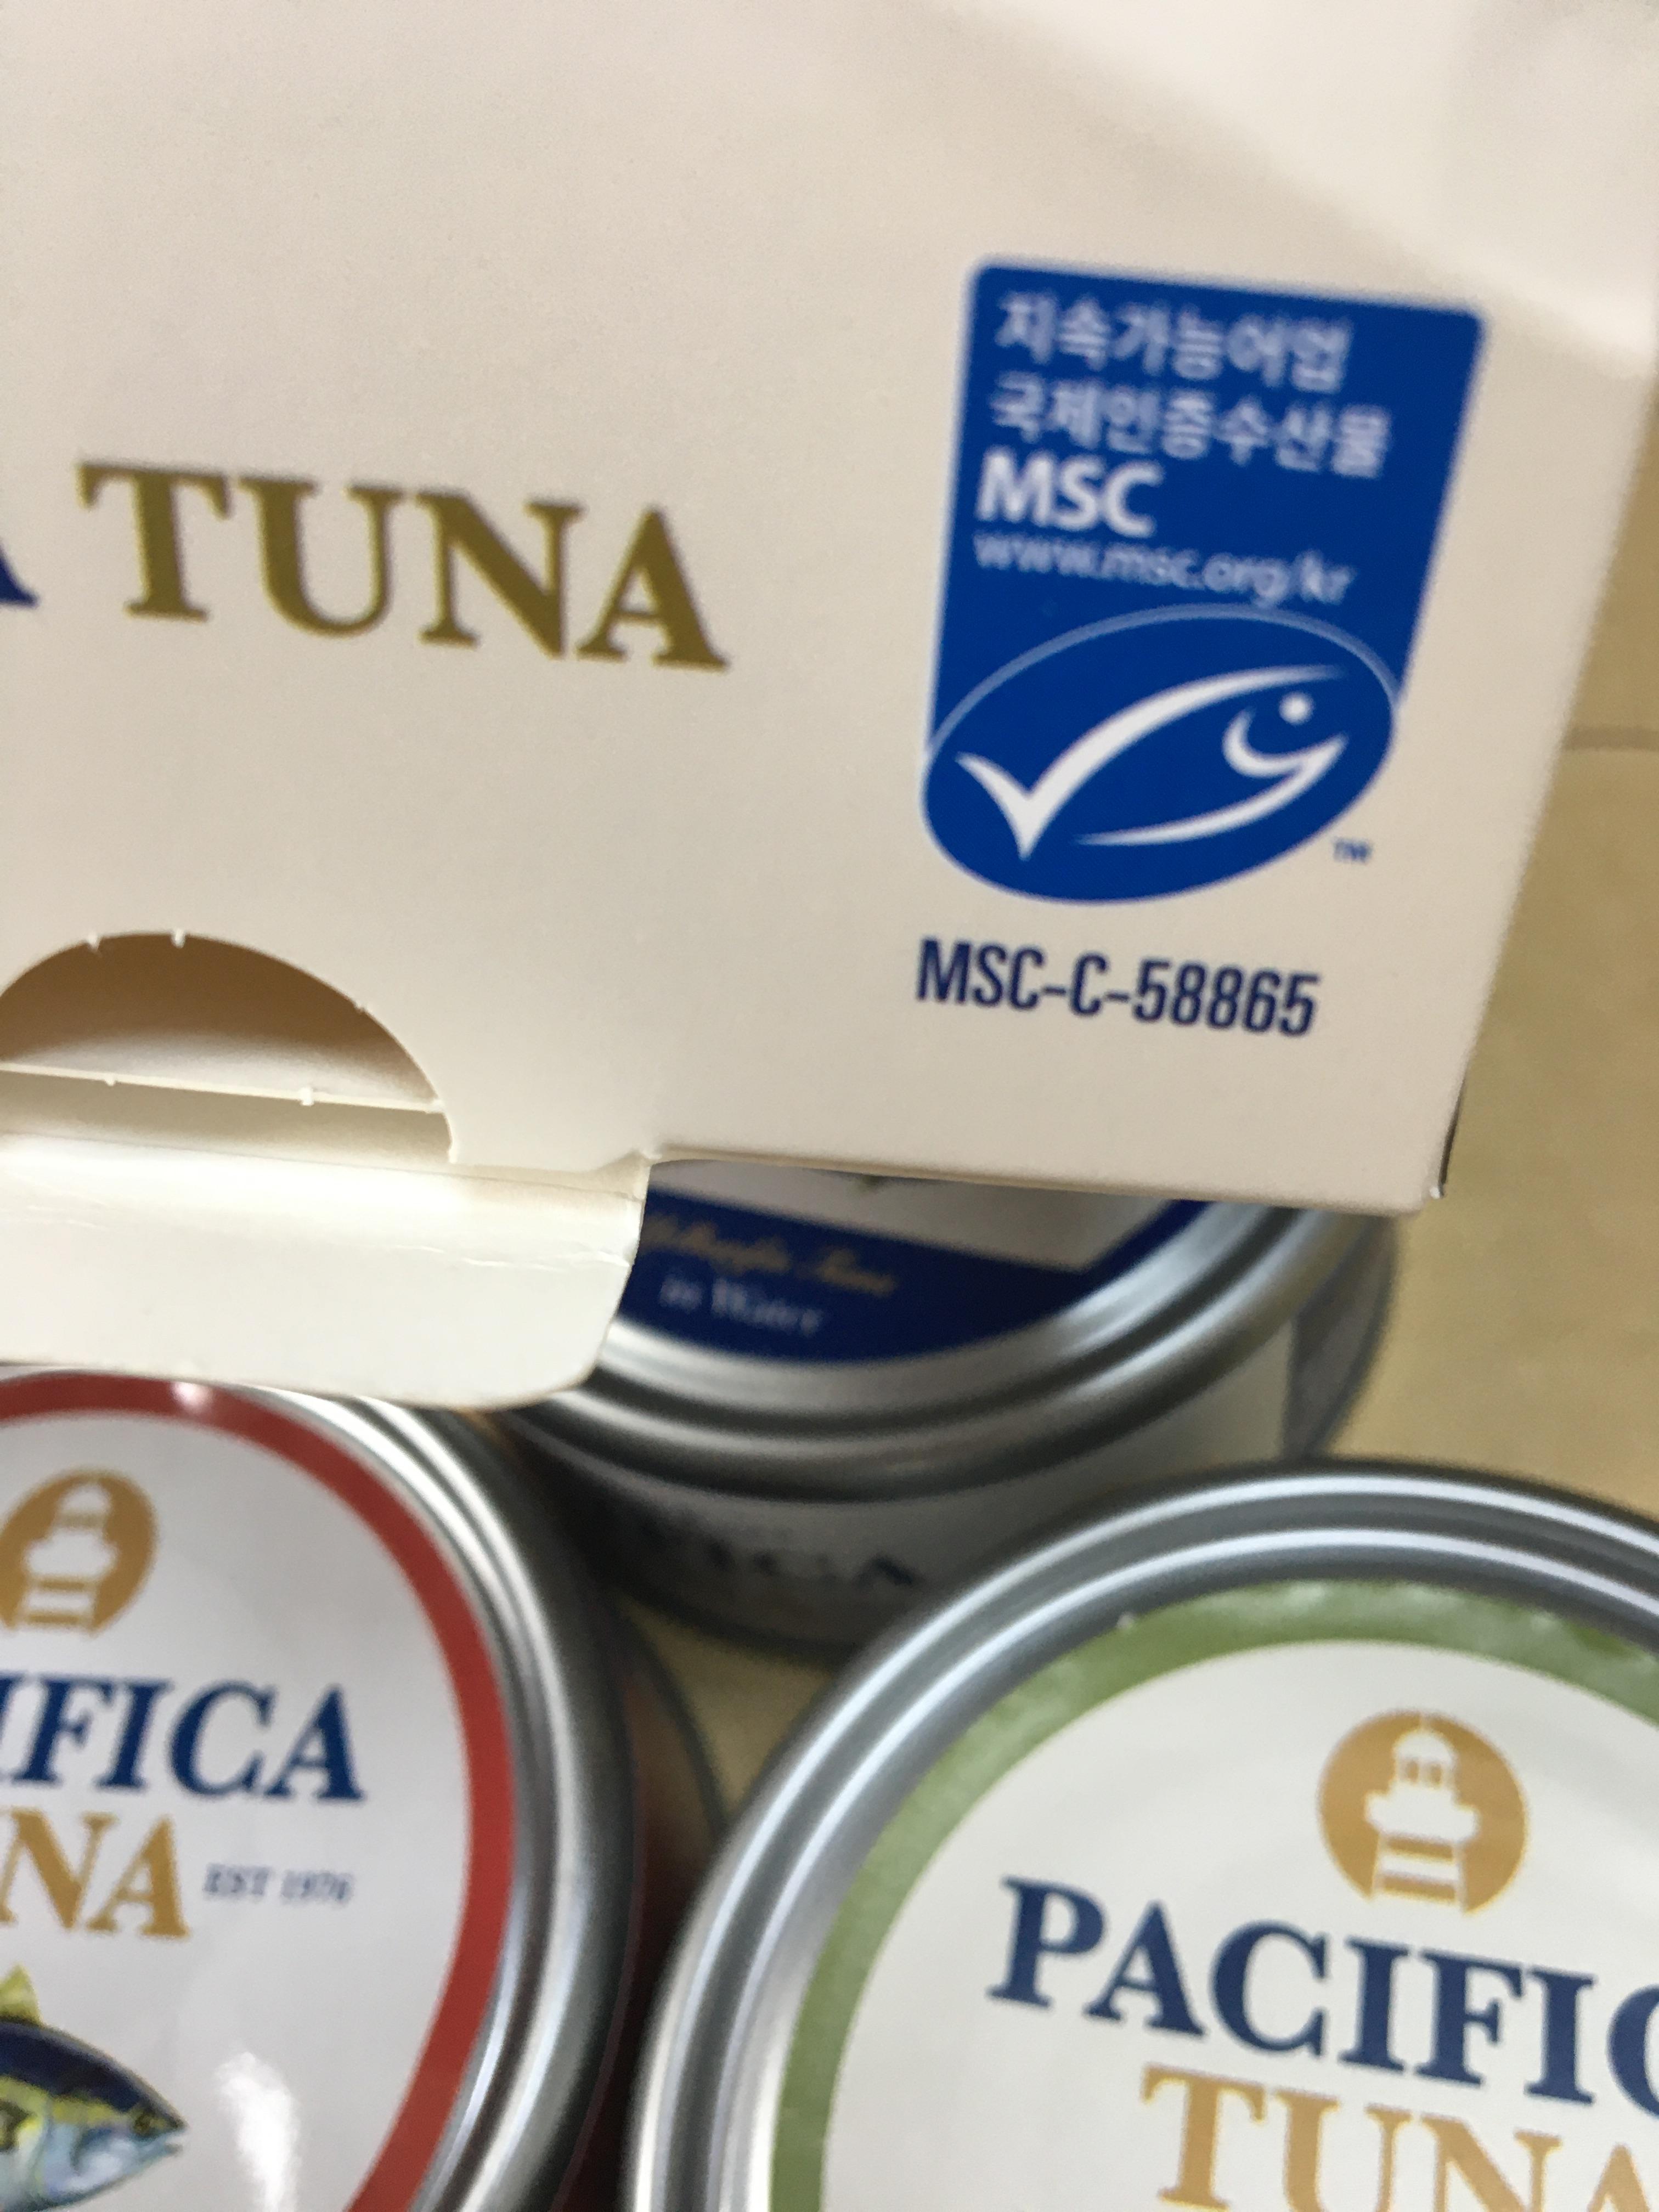 TUNA
지속가능어업
국제인증수산물
MSC
www.msc.org/kr
TM
MSC-C-58865
in Water
IFICA
NA EST 1976
PACIFIC
TUNA